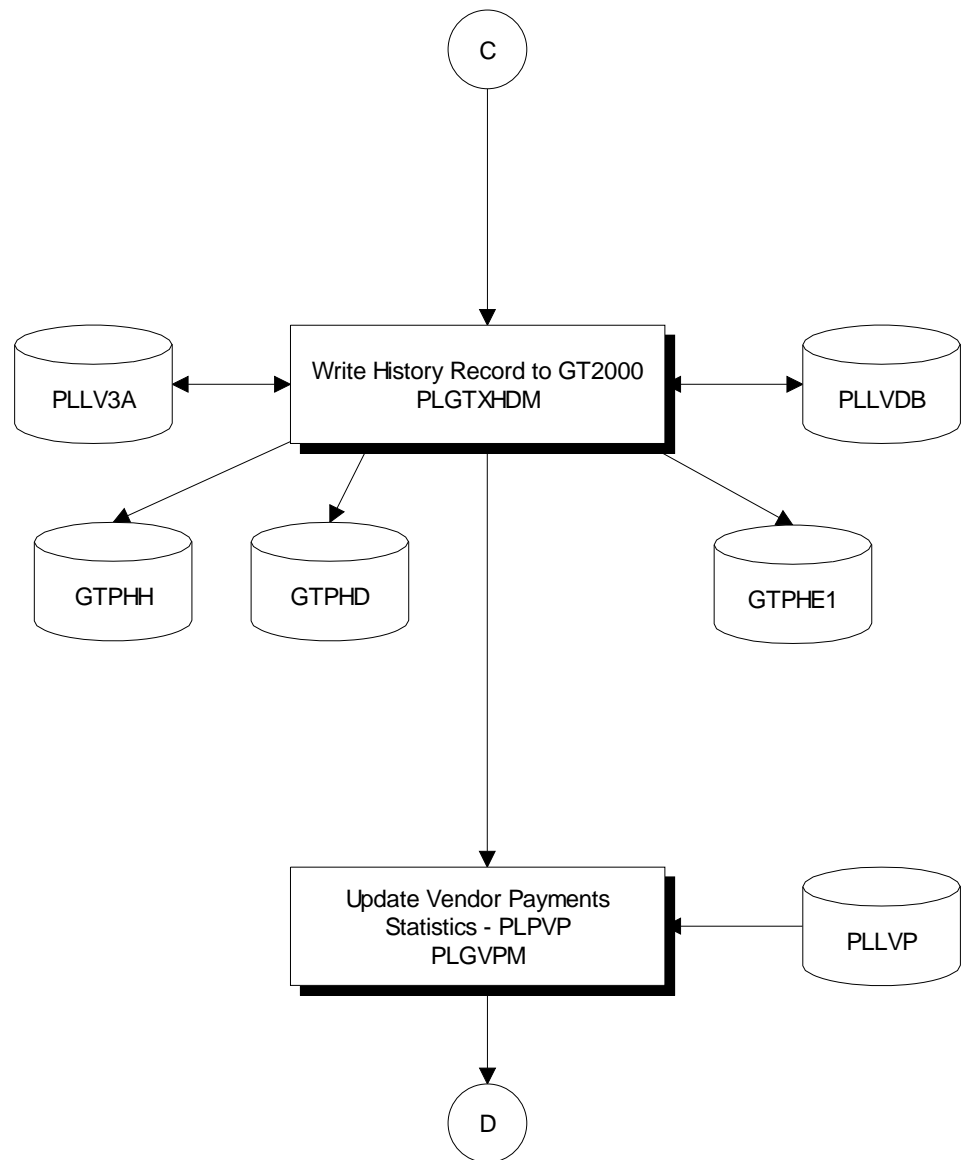 C
Write History Record to GT2000
PLGTXHDM
PLLV3A
PLLVDB
GTPHH
GTPHD
GTPHE1
Update Vendor Payments
Statistics - PLPVP
PLGVPM
PLLVP
D